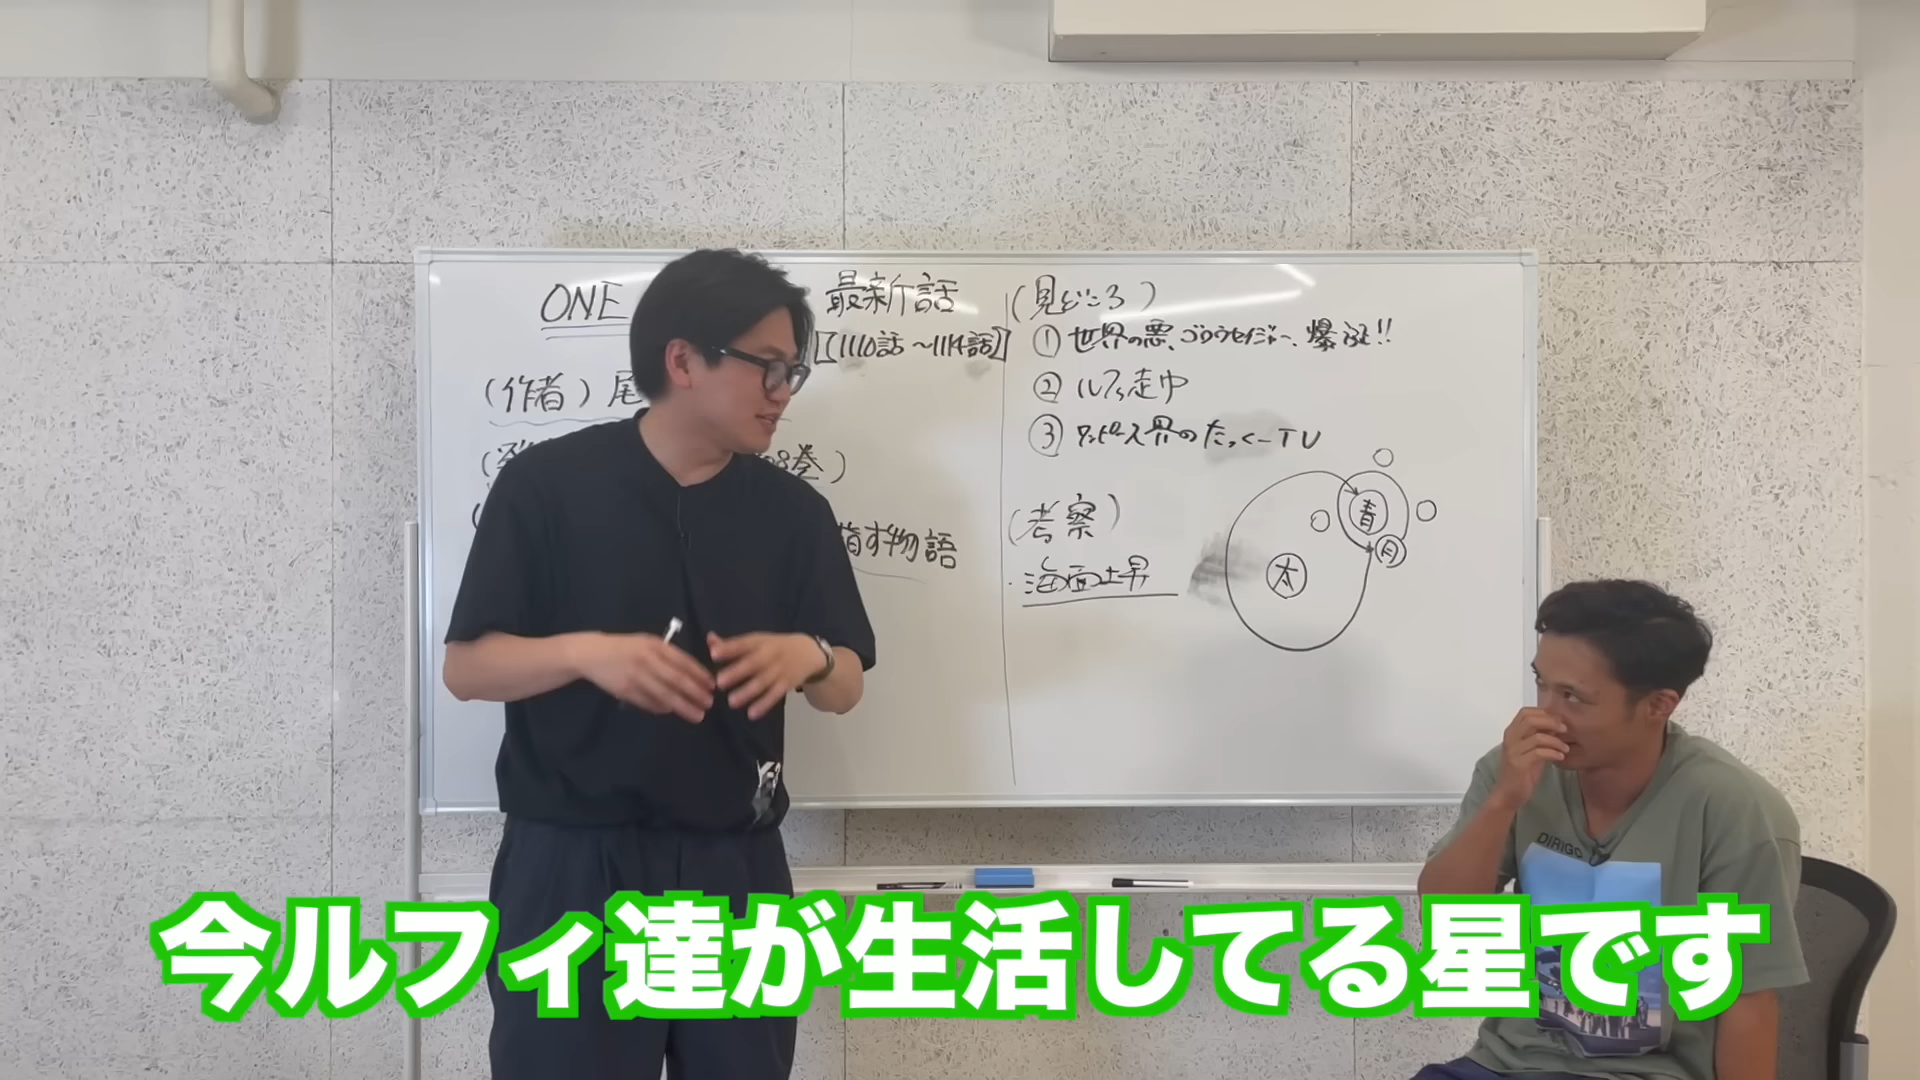 ONE
最新話
[1110話〜1114話]
(作者)尾
08巻)
指す物語
(見どころ)
① 世界の悪、ゴロウセイジャー、爆誕!!
② ルフィ走中
③ ワンピース界のたっくーTV
(考察)
・海面上昇
太
青
月
DIRIGO
今ルフィ達が生活してる星です